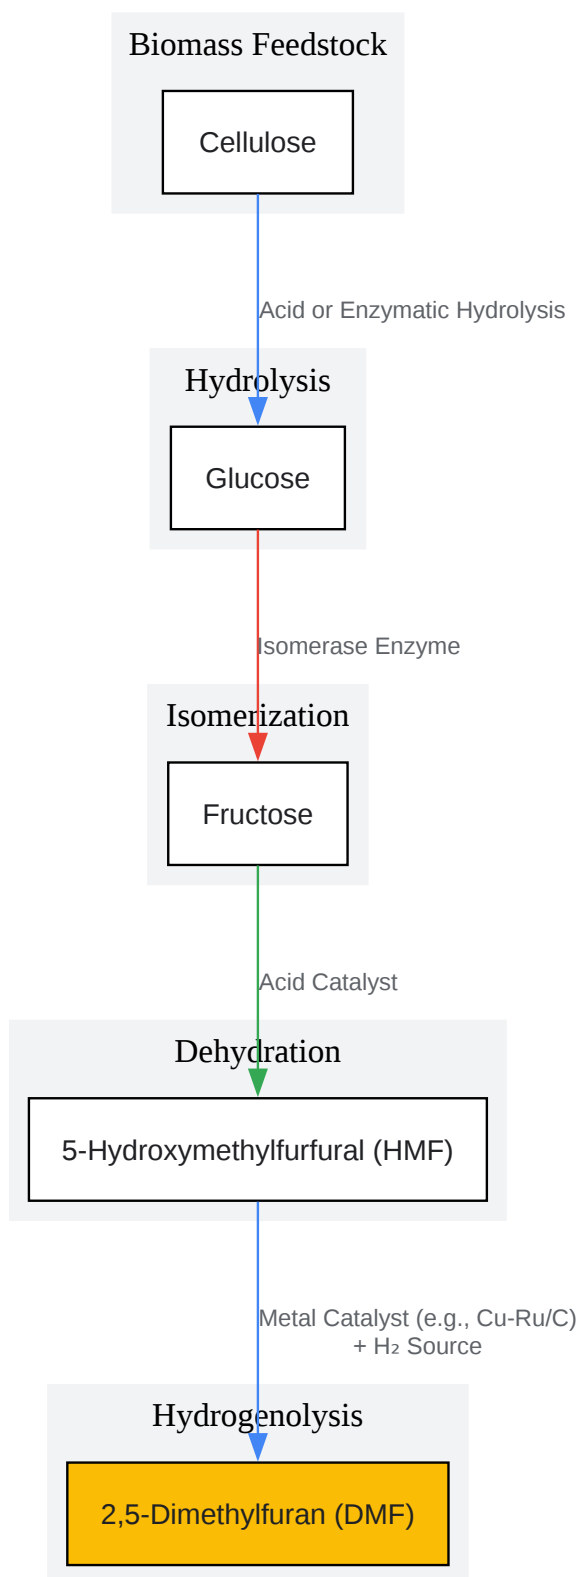 Biomass Feedstock
Cellulose
Acid or Enzymatic Hydrolysis
Hydrolysis
Glucose
Isomerase Enzyme
Isomerization
Fructose
Acid Catalyst
Dehydration
5-Hydroxymethylfurfural (HMF)
Metal Catalyst (e.g., Cu-Ru/C)
+ H₂ Source
Hydrogenolysis
2,5-Dimethylfuran (DMF)